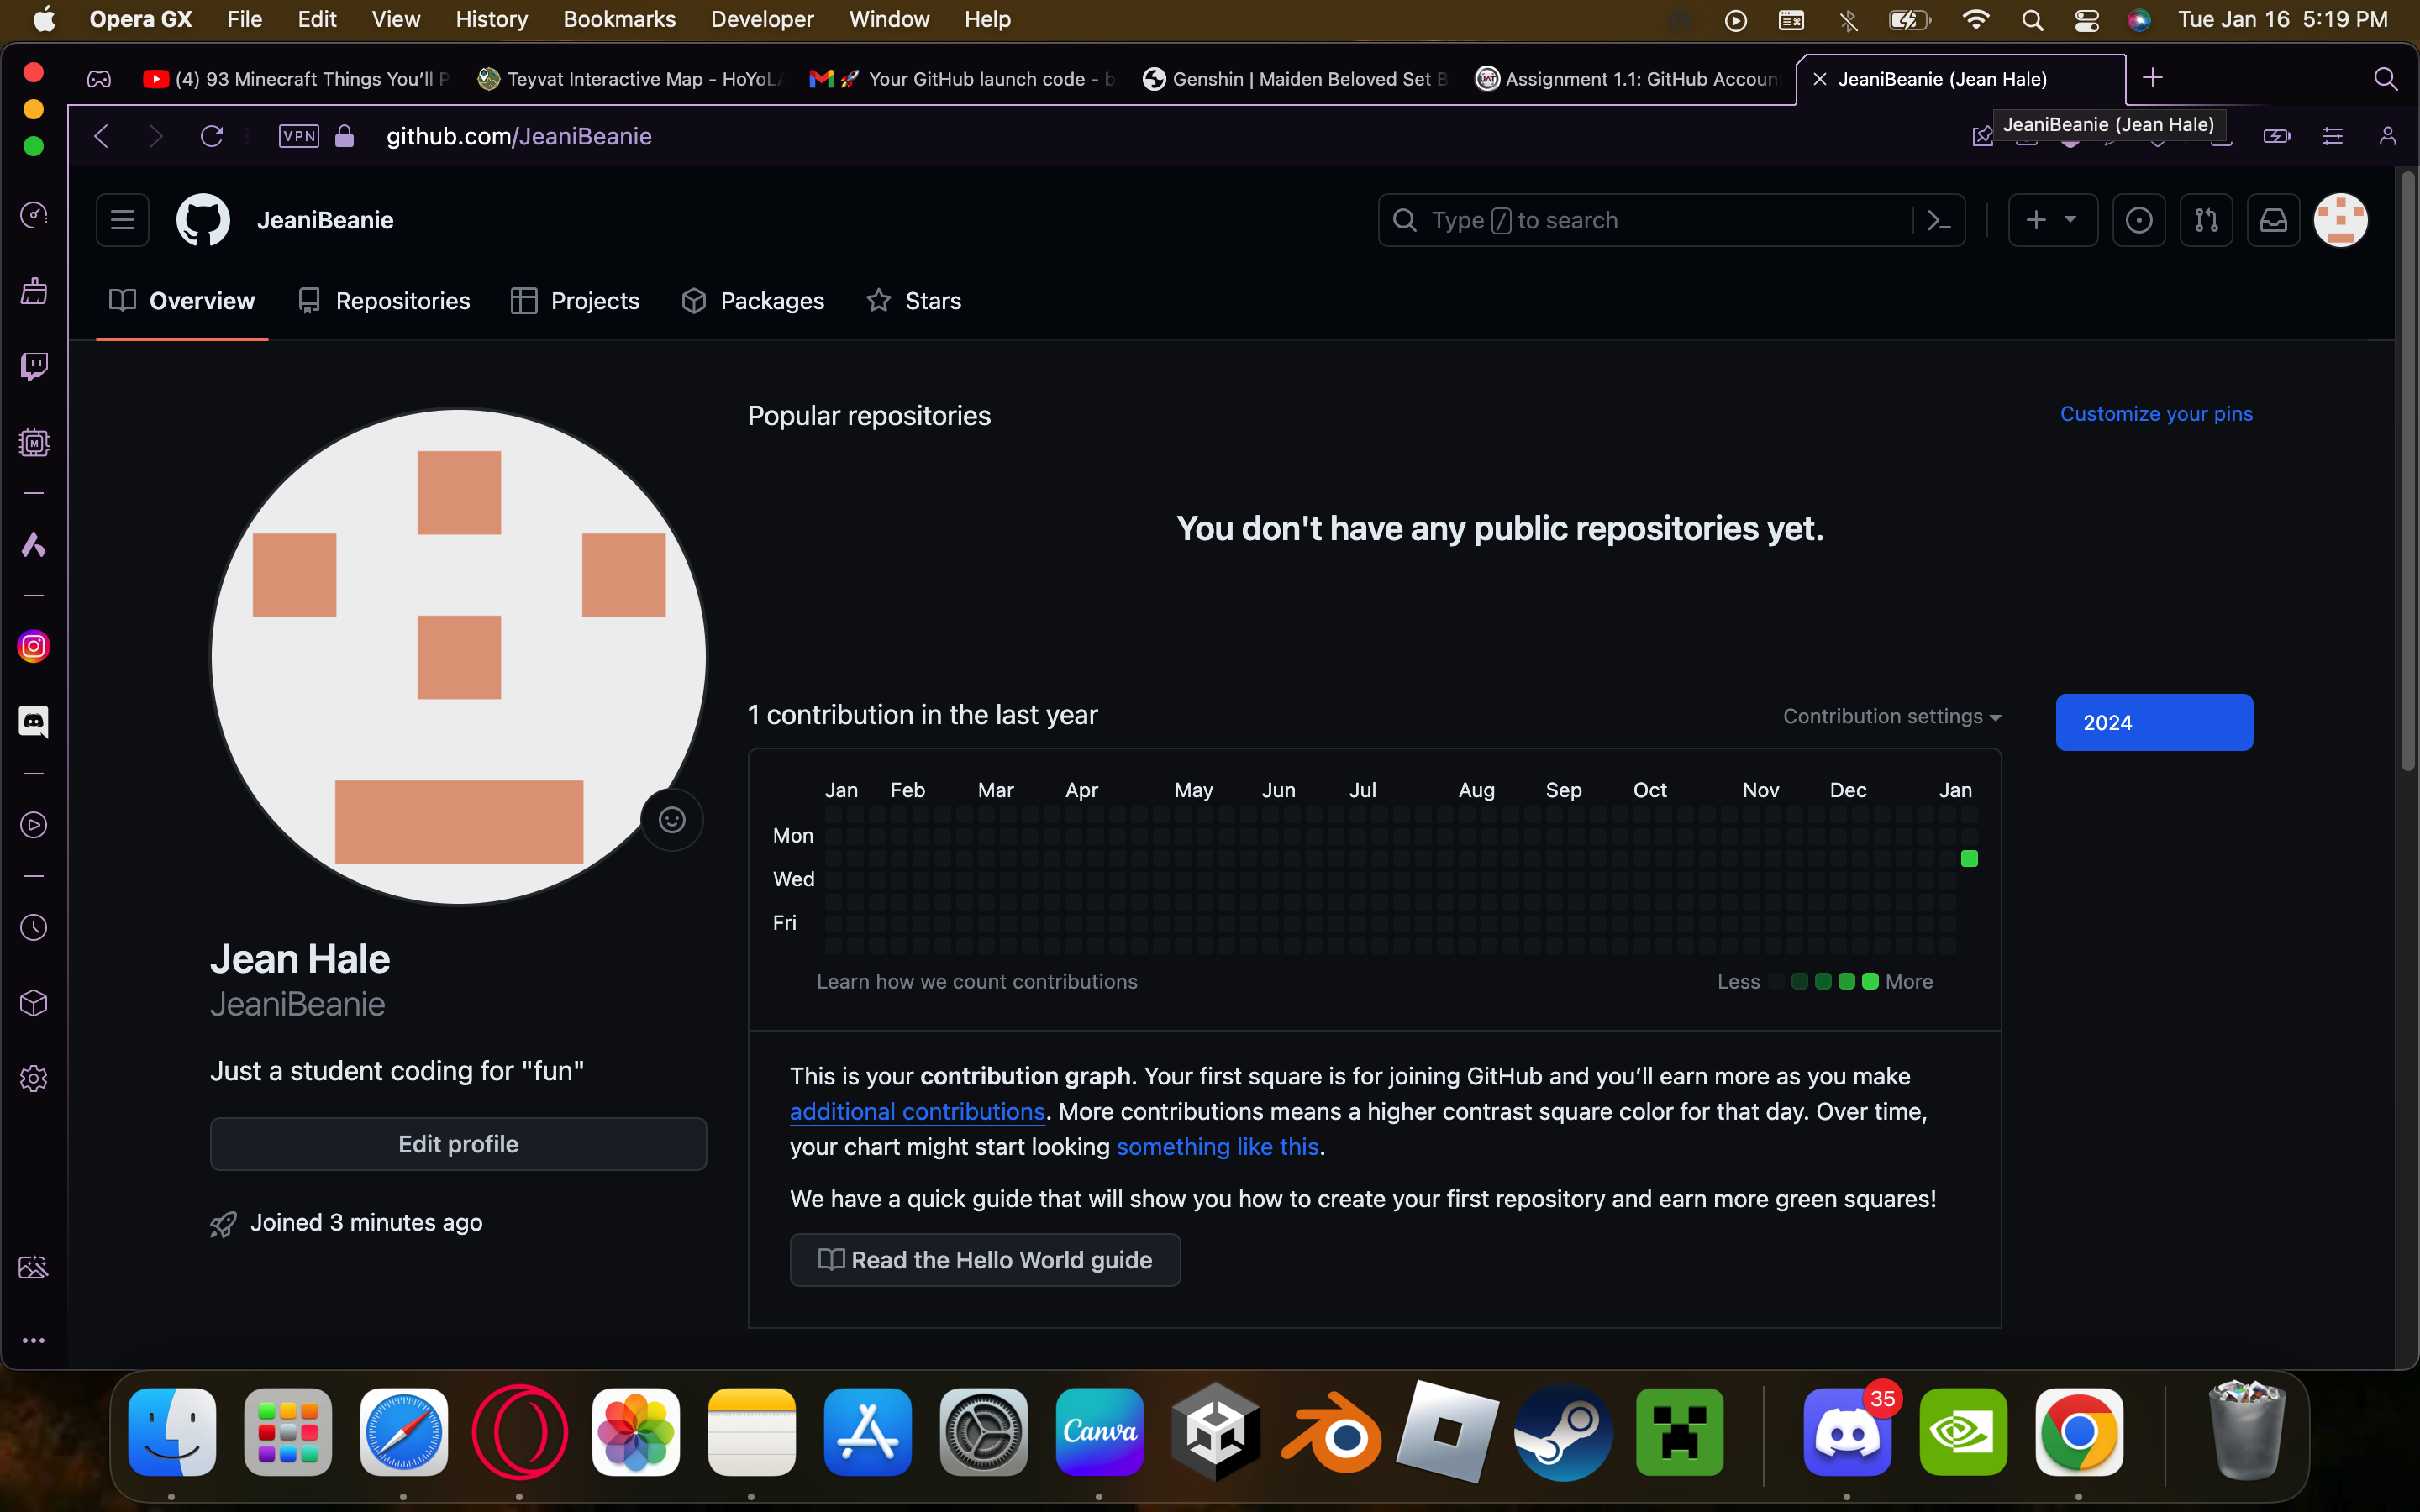 Opera GX File Edit View History Bookmarks Developer Window Help Tue Jan 16 5:19 PM
(4) 93 Minecraft Things You'll P
Teyvat Interactive Map - HoYoL
Your GitHub launch code - b
Genshin | Maiden Beloved Set B
Assignment 1.1: GitHub Accoun
JeaniBeanie (Jean Hale)
JeaniBeanie (Jean Hale)
VPN github.com/JeaniBeanie
JeaniBeanie
Type / to search
Overview Repositories Projects Packages Stars
Popular repositories
Customize your pins
You don't have any public repositories yet.
1 contribution in the last year
Contribution settings
2024
Jan Feb Mar Apr May Jun Jul Aug Sep Oct Nov Dec Jan
Mon
Wed
Fri
Learn how we count contributions
Less More
Jean Hale
JeaniBeanie
Just a student coding for "fun"
Edit profile
Joined 3 minutes ago
This is your contribution graph. Your first square is for joining GitHub and you'll earn more as you make
additional contributions. More contributions means a higher contrast square color for that day. Over time,
your chart might start looking something like this.
We have a quick guide that will show you how to create your first repository and earn more green squares!
Read the Hello World guide
Canva
35